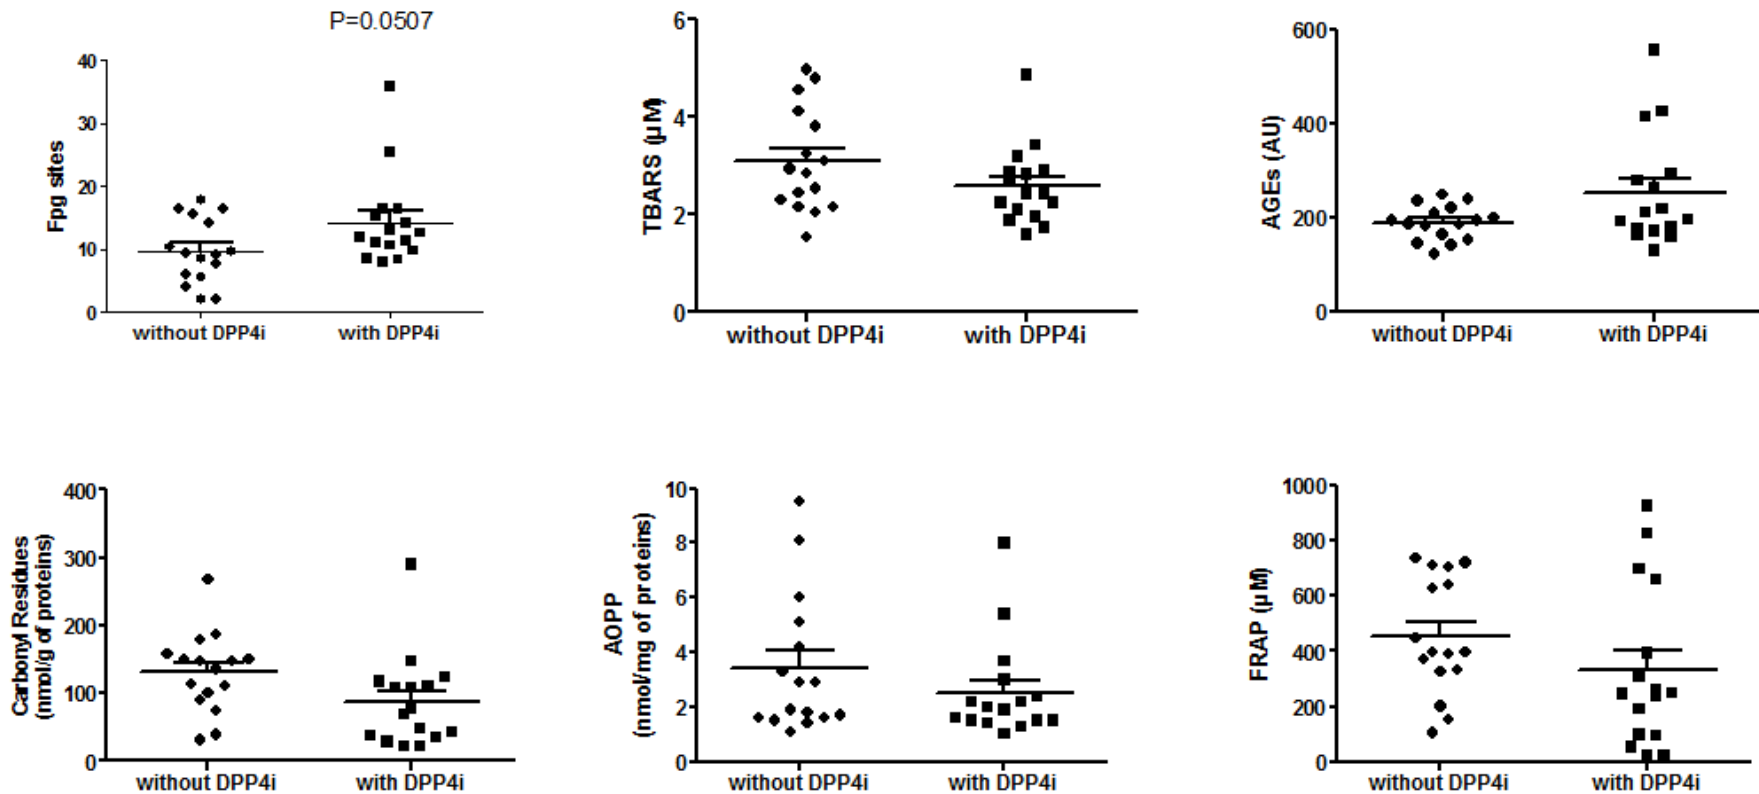 P=0.0507
Fpg sites
40
30
20
10
0
without DPP4i
with DPP4i
TBARS (µM)
6
4
2
0
without DPP4i
with DPP4i
AGEs (AU)
600
400
200
0
without DPP4i
with DPP4i
Carbonyl Residues
(nmol/g of proteins)
400
300
200
100
0
without DPP4i
with DPP4i
AOPP
(nmol/mg of proteins)
10
8
6
4
2
0
without DPP4i
with DPP4i
FRAP (µM)
1000
800
600
400
200
0
without DPP4i
with DPP4i